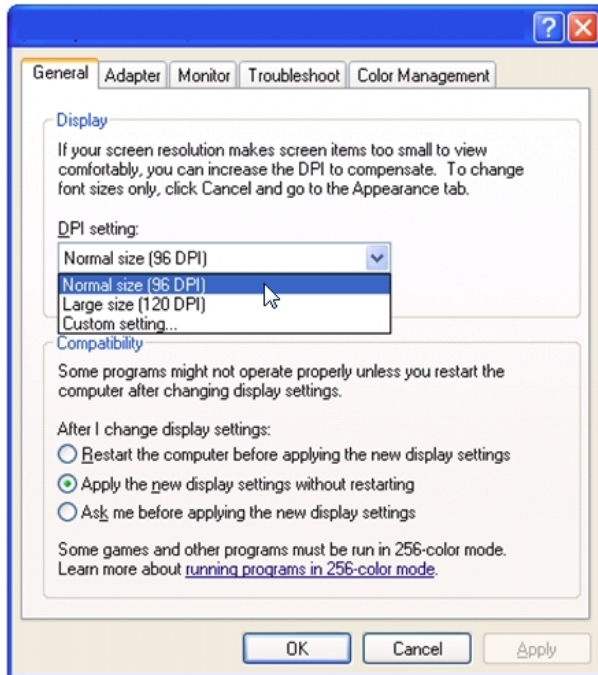 General
Adapter
Monitor
Troubleshoot
Color Management
Display
If your screen resolution makes screen items too small to view
comfortably, you can increase the DPI to compensate. To change
font sizes only, click Cancel and go to the Appearance tab.
DPI setting:
Normal size (96 DPI)
Normal size (96 DPI)
Large size (120 DPI)
Custom setting...
Compatibility
Some programs might not operate properly unless you restart the
computer after changing display settings.
After I change display settings:
Restart the computer before applying the new display settings
Apply the new display settings without restarting
Ask me before applying the new display settings
Some games and other programs must be run in 256-color mode.
Learn more about running programs in 256-color mode.
OK
Cancel
Apply